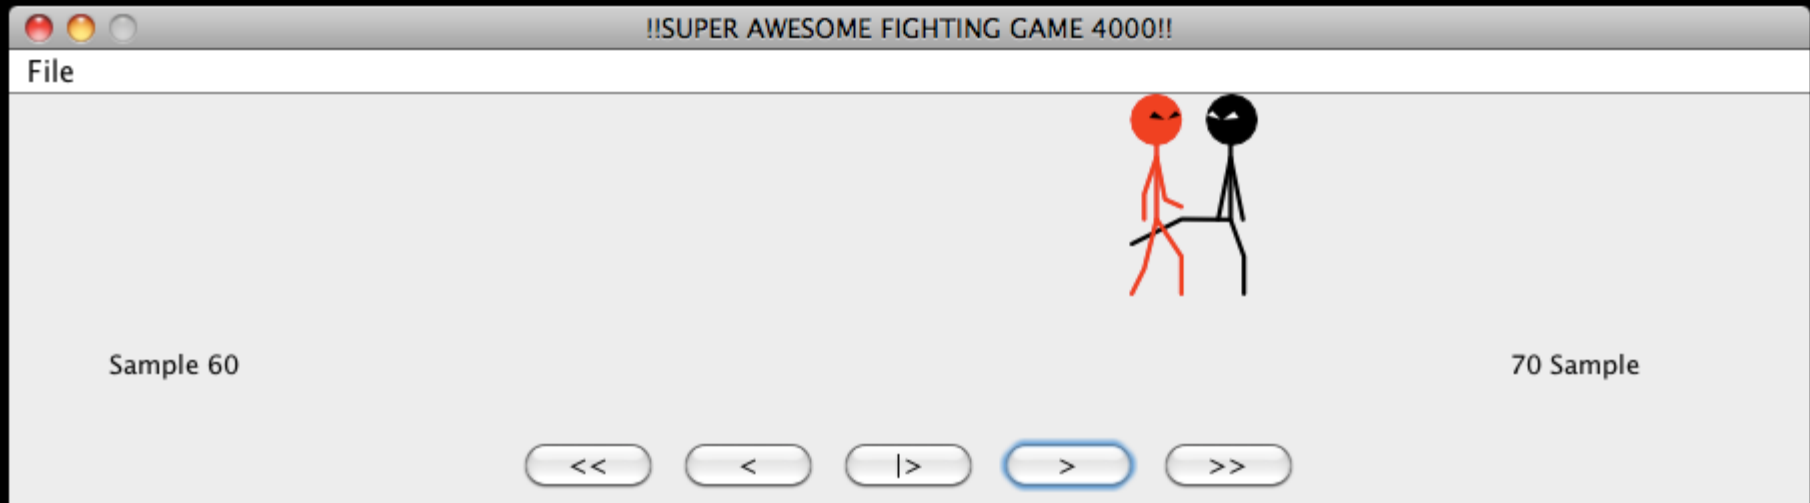 !!SUPER AWESOME FIGHTING GAME 4000!!
File
Sample 60
70 Sample
<<
<
|>
>
>>